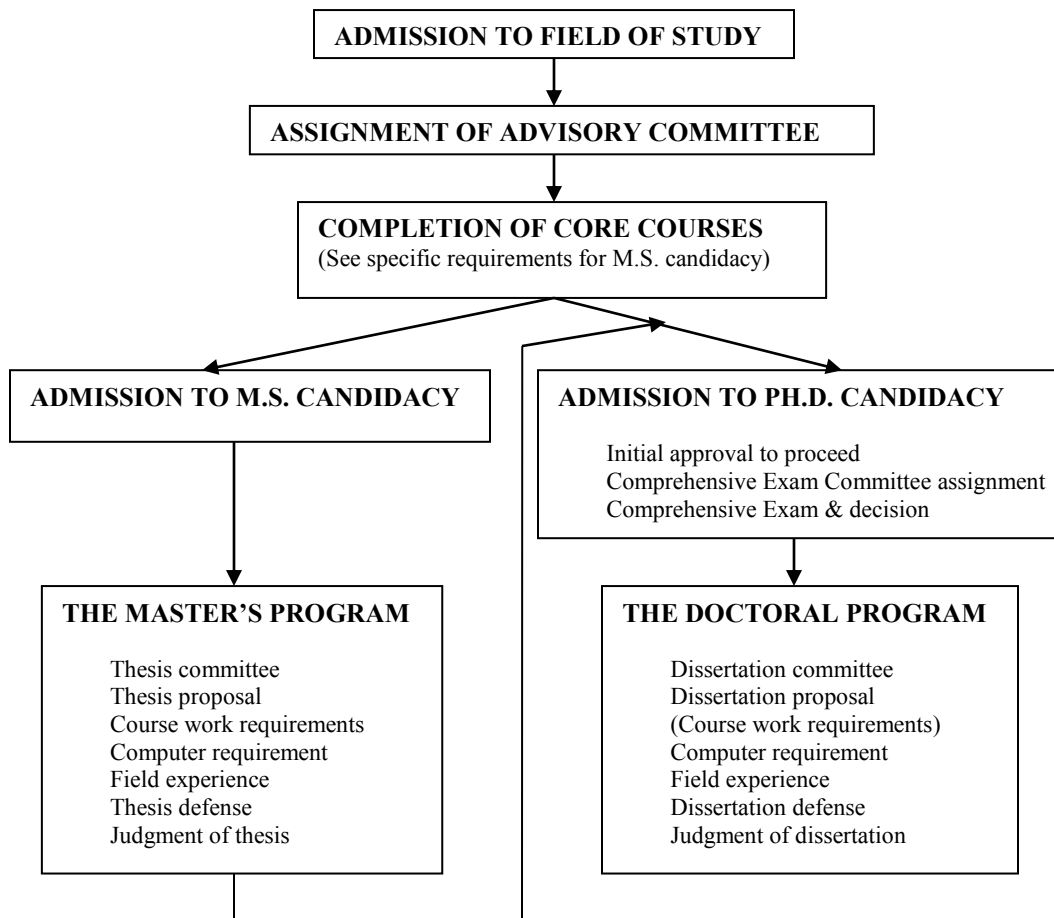 ADMISSION TO FIELD OF STUDY
ASSIGNMENT OF ADVISORY COMMITTEE
COMPLETION OF CORE COURSES
(See specific requirements for M.S. candidacy)
ADMISSION TO M.S. CANDIDACY
ADMISSION TO PH.D. CANDIDACY
Initial approval to proceed
Comprehensive Exam Committee assignment
Comprehensive Exam & decision
THE MASTER’S PROGRAM
Thesis committee
Thesis proposal
Course work requirements
Computer requirement
Field experience
Thesis defense
Judgment of thesis
THE DOCTORAL PROGRAM
Dissertation committee
Dissertation proposal
(Course work requirements)
Computer requirement
Field experience
Dissertation defense
Judgment of dissertation